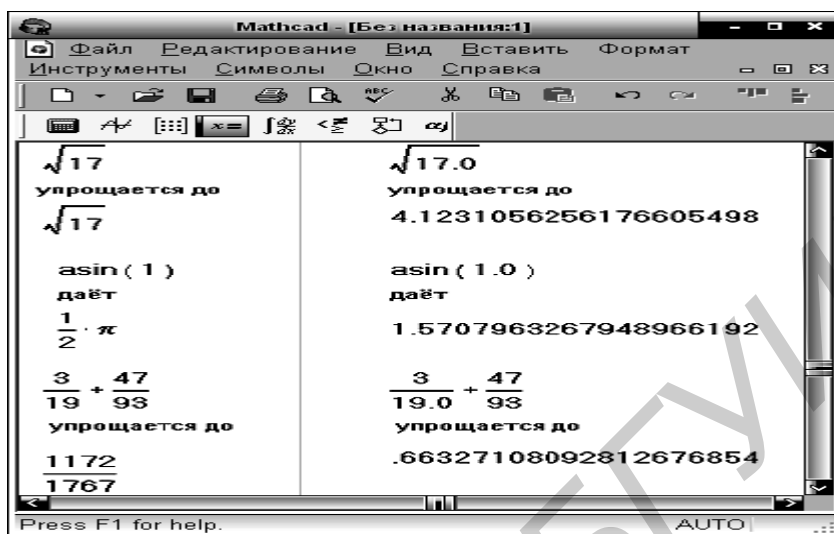 Mathcad - [Без названия:1]
Файл Редактирование Вид Вставить Формат
Инструменты Символы Окно Справка
√17
упрощается до
√17
asin ( 1 )
даёт
1/2 · π
3/19 + 47/93
упрощается до
1172/1767
√17.0
упрощается до
4.1231056256176605498
asin ( 1.0 )
даёт
1.5707963267948966192
3/19.0 + 47/93
упрощается до
.66327108092812676854
Press F1 for help. AUTO
БГУИ